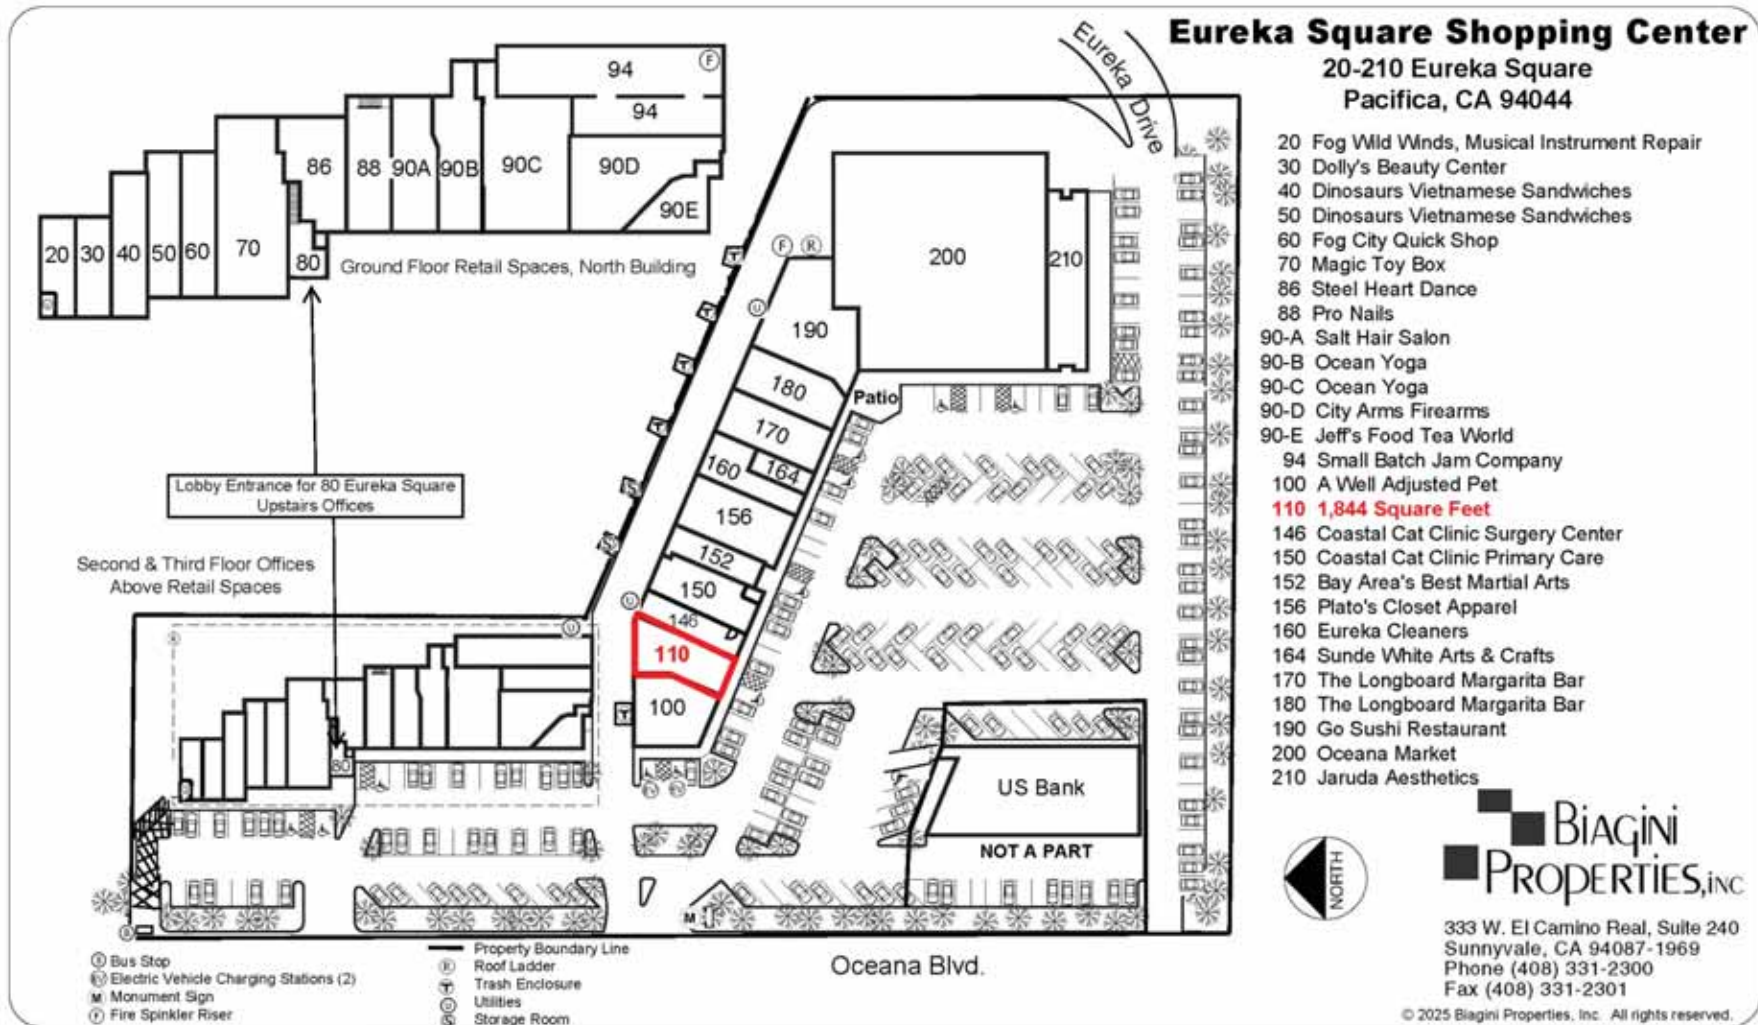 Eureka Square Shopping Center
20-210 Eureka Square
Pacifica, CA 94044
20 Fog Wild Winds, Musical Instrument Repair
30 Dolly's Beauty Center
40 Dinosaurs Vietnamese Sandwiches
50 Dinosaurs Vietnamese Sandwiches
60 Fog City Quick Shop
70 Magic Toy Box
86 Steel Heart Dance
88 Pro Nails
90-A Salt Hair Salon
90-B Ocean Yoga
90-C Ocean Yoga
90-D City Arms Firearms
90-E Jeff's Food Tea World
94 Small Batch Jam Company
100 A Well Adjusted Pet
110 1,844 Square Feet
146 Coastal Cat Clinic Surgery Center
150 Coastal Cat Clinic Primary Care
152 Bay Area's Best Martial Arts
156 Plato's Closet Apparel
160 Eureka Cleaners
164 Sunde White Arts & Crafts
170 The Longboard Margarita Bar
180 The Longboard Margarita Bar
190 Go Sushi Restaurant
200 Oceana Market
210 Jaruda Aesthetics
Eureka Drive
94
F
94
86
88
90A
90B
90C
90D
90E
20
30
40
50
60
70
80
Ground Floor Retail Spaces, North Building
Lobby Entrance for 80 Eureka Square
Upstairs Offices
Second & Third Floor Offices
Above Retail Spaces
80
F
R
U
200
210
190
180
Patio
170
160
164
156
152
150
U
146
110
100
T
U
US Bank
NOT A PART
M
Oceana Blvd.
NORTH
BiAGiNi
PROPERTiES, iNC
333 W. El Camino Real, Suite 240
Sunnyvale, CA 94087-1969
Phone (408) 331-2300
Fax (408) 331-2301
© 2025 Biagini Properties, Inc. All rights reserved.
Bus Stop
Electric Vehicle Charging Stations (2)
M Monument Sign
F Fire Spinkler Riser
Property Boundary Line
R Roof Ladder
T Trash Enclosure
U Utilities
S Storage Room